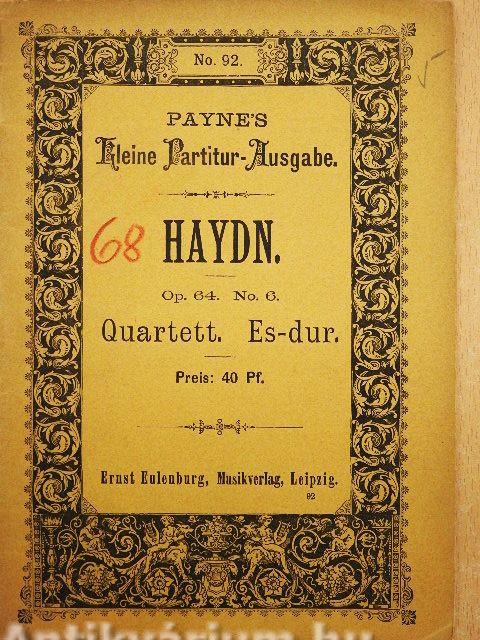 No. 92.
PAYNE'S
Kleine Partitur-Ausgabe.
68
HAYDN.
Op. 64. No. 6.
Quartett. Es-dur.
Preis: 40 Pf.
Ernst Eulenburg, Musikverlag, Leipzig.
92
Antikvárium.hu